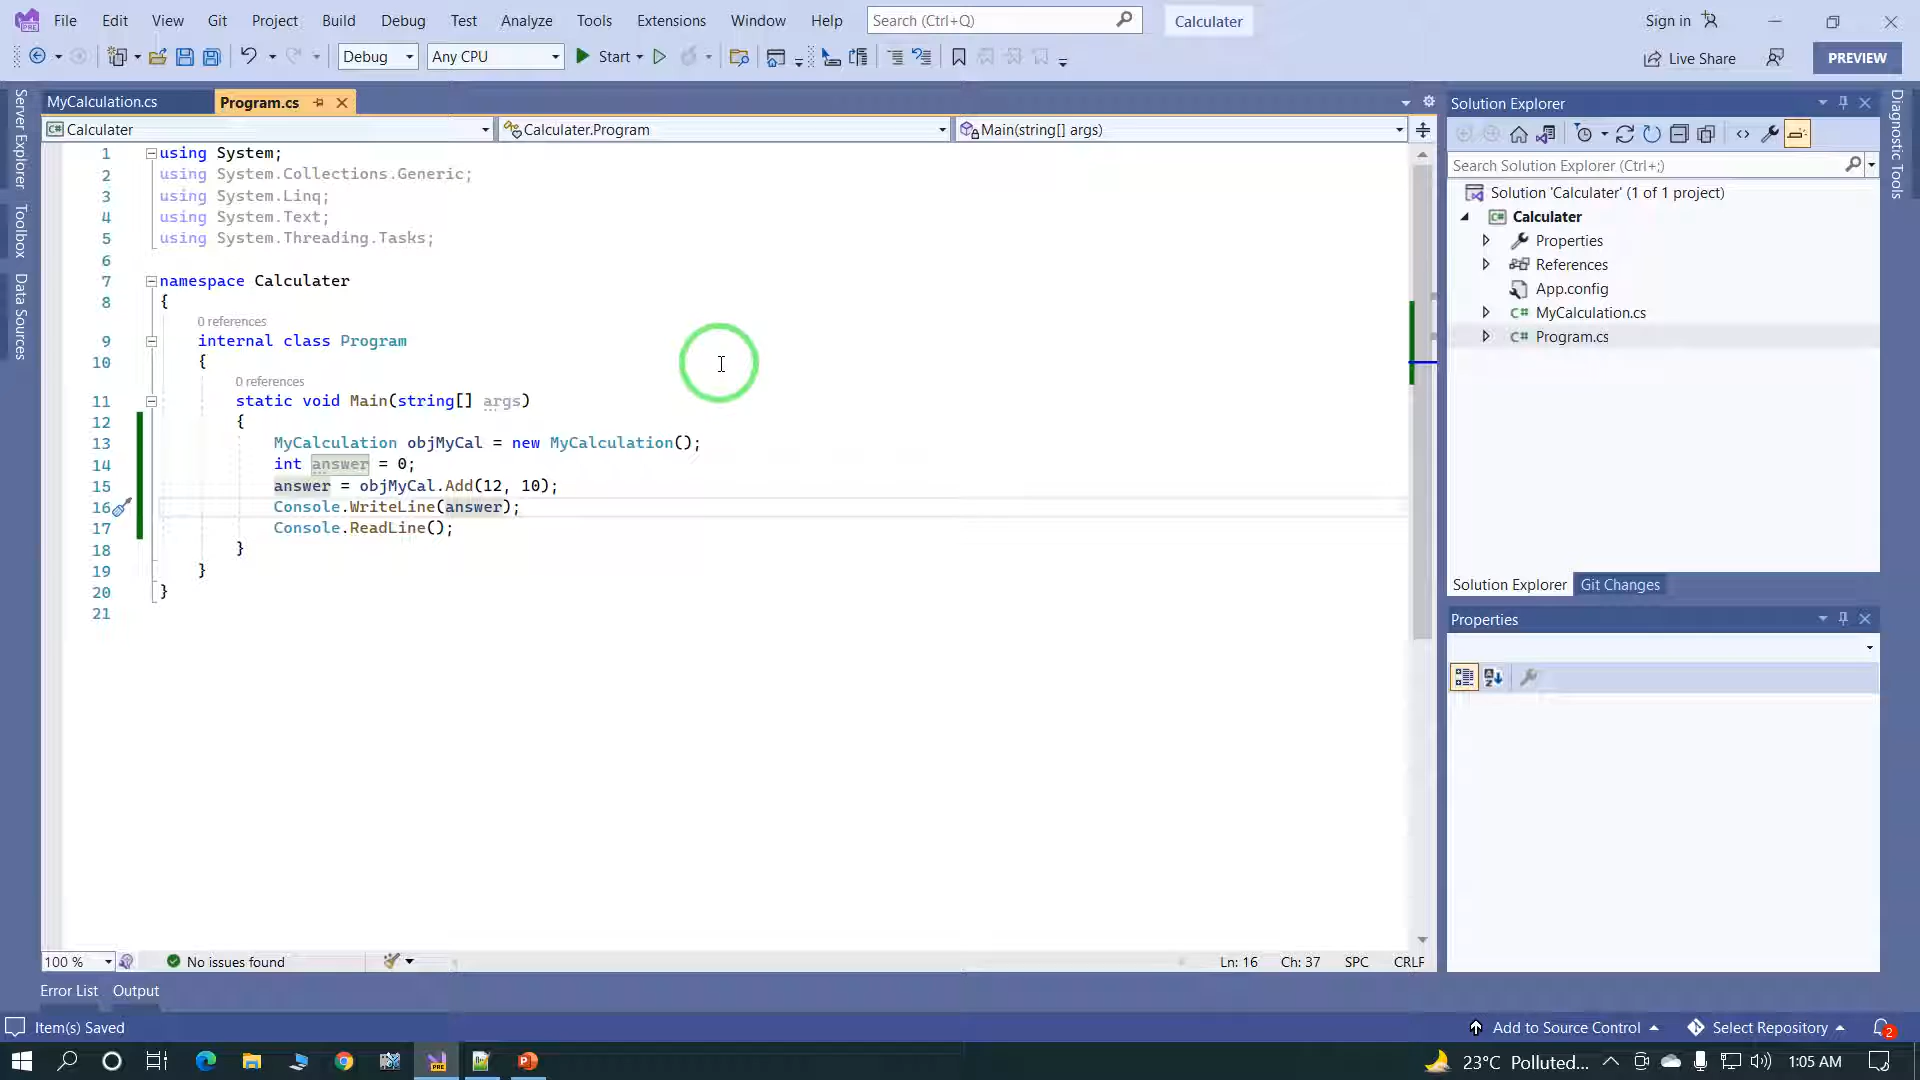 File Edit View Git Project Build Debug Test Analyze Tools Extensions Window Help Search (Ctrl+Q) Calculater Sign in
Debug Any CPU Start Live Share PREVIEW
MyCalculation.cs Program.cs
Calculater Calculater.Program Main(string[] args)
1 using System;
2 using System.Collections.Generic;
3 using System.Linq;
4 using System.Text;
5 using System.Threading.Tasks;
6
7 namespace Calculater
8 {
0 references
9 internal class Program
10 {
0 references
11 static void Main(string[] args)
12 {
13 MyCalculation objMyCal = new MyCalculation();
14 int answer = 0;
15 answer = objMyCal.Add(12, 10);
16 Console.WriteLine(answer);
17 Console.ReadLine();
18 }
19 }
20 }
21
Server Explorer
Toolbox
Data Sources
Solution Explorer
Search Solution Explorer (Ctrl+;)
Solution 'Calculater' (1 of 1 project)
C# Calculater
Properties
References
App.config
C# MyCalculation.cs
C# Program.cs
Solution Explorer Git Changes
Properties
Diagnostic Tools
100 % No issues found Ln: 16 Ch: 37 SPC CRLF
Error List Output
Item(s) Saved Add to Source Control Select Repository 2
23°C Polluted... 1:05 AM